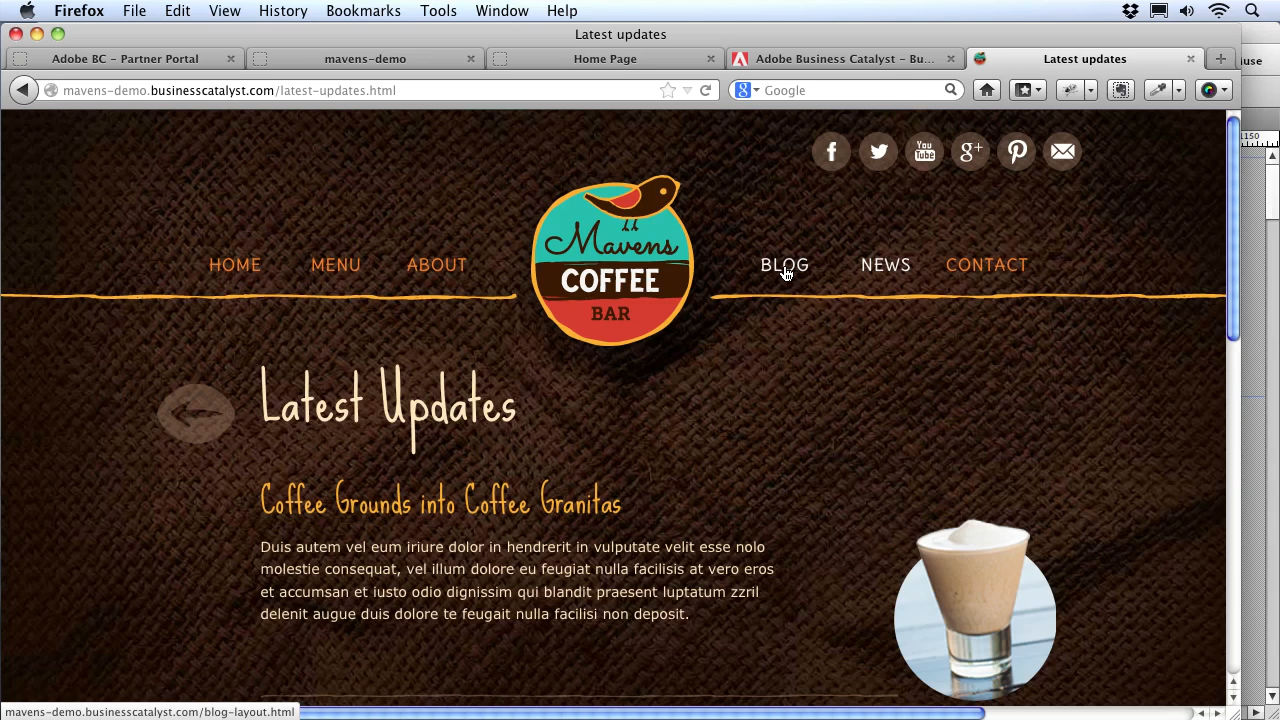 Firefox File Edit View History Bookmarks Tools Window Help
Latest updates
Adobe BC - Partner Portal
mavens-demo
Home Page
Adobe Business Catalyst - Bu...
Latest updates
mavens-demo.businesscatalyst.com/latest-updates.html
Google
1150
You
Tube
g+
HOME MENU ABOUT
Mavens
COFFEE
BAR
BLOG NEWS CONTACT
Latest Updates
Coffee Grounds into Coffee Granitas
Duis autem vel eum iriure dolor in hendrerit in vulputate velit esse nolo
molestie consequat, vel illum dolore eu feugiat nulla facilisis at vero eros
et accumsan et iusto odio dignissim qui blandit praesent luptatum zzril
delenit augue duis dolore te feugait nulla facilisi non deposit.
mavens-demo.businesscatalyst.com/blog-layout.html